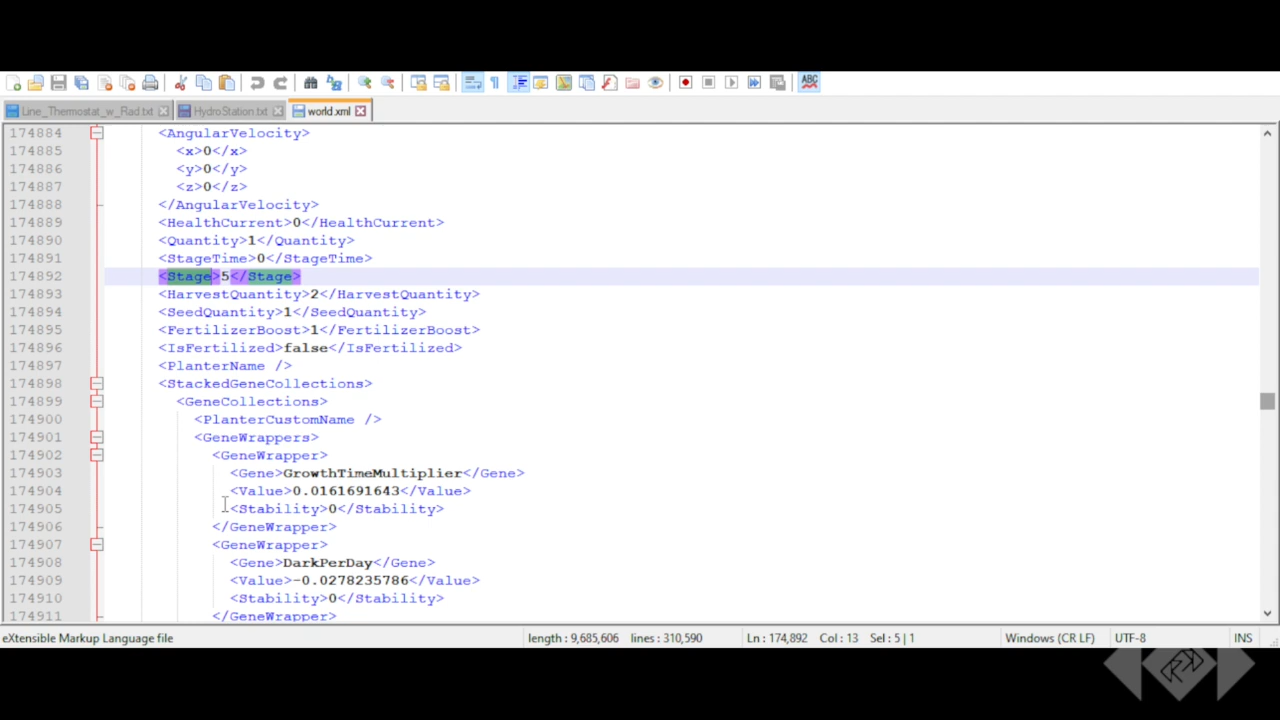 ABC
Line_Thermostat_w_Rad.txt HydroStation.txt world.xml
174884 <AngularVelocity>
174885 <x>0</x>
174886 <y>0</y>
174887 <z>0</z>
174888 </AngularVelocity>
174889 <HealthCurrent>0</HealthCurrent>
174890 <Quantity>1</Quantity>
174891 <StageTime>0</StageTime>
174892 <Stage>5</Stage>
174893 <HarvestQuantity>2</HarvestQuantity>
174894 <SeedQuantity>1</SeedQuantity>
174895 <FertilizerBoost>1</FertilizerBoost>
174896 <IsFertilized>false</IsFertilized>
174897 <PlanterName />
174898 <StackedGeneCollections>
174899 <GeneCollections>
174900 <PlanterCustomName />
174901 <GeneWrappers>
174902 <GeneWrapper>
174903 <Gene>GrowthTimeMultiplier</Gene>
174904 <Value>0.0161691643</Value>
174905 <Stability>0</Stability>
174906 </GeneWrapper>
174907 <GeneWrapper>
174908 <Gene>DarkPerDay</Gene>
174909 <Value>-0.0278235786</Value>
174910 <Stability>0</Stability>
174911 </GeneWrapper>
eXtensible Markup Language file length : 9,685,606 lines : 310,590 Ln : 174,892 Col : 13 Sel : 5 | 1 Windows (CR LF) UTF-8 INS